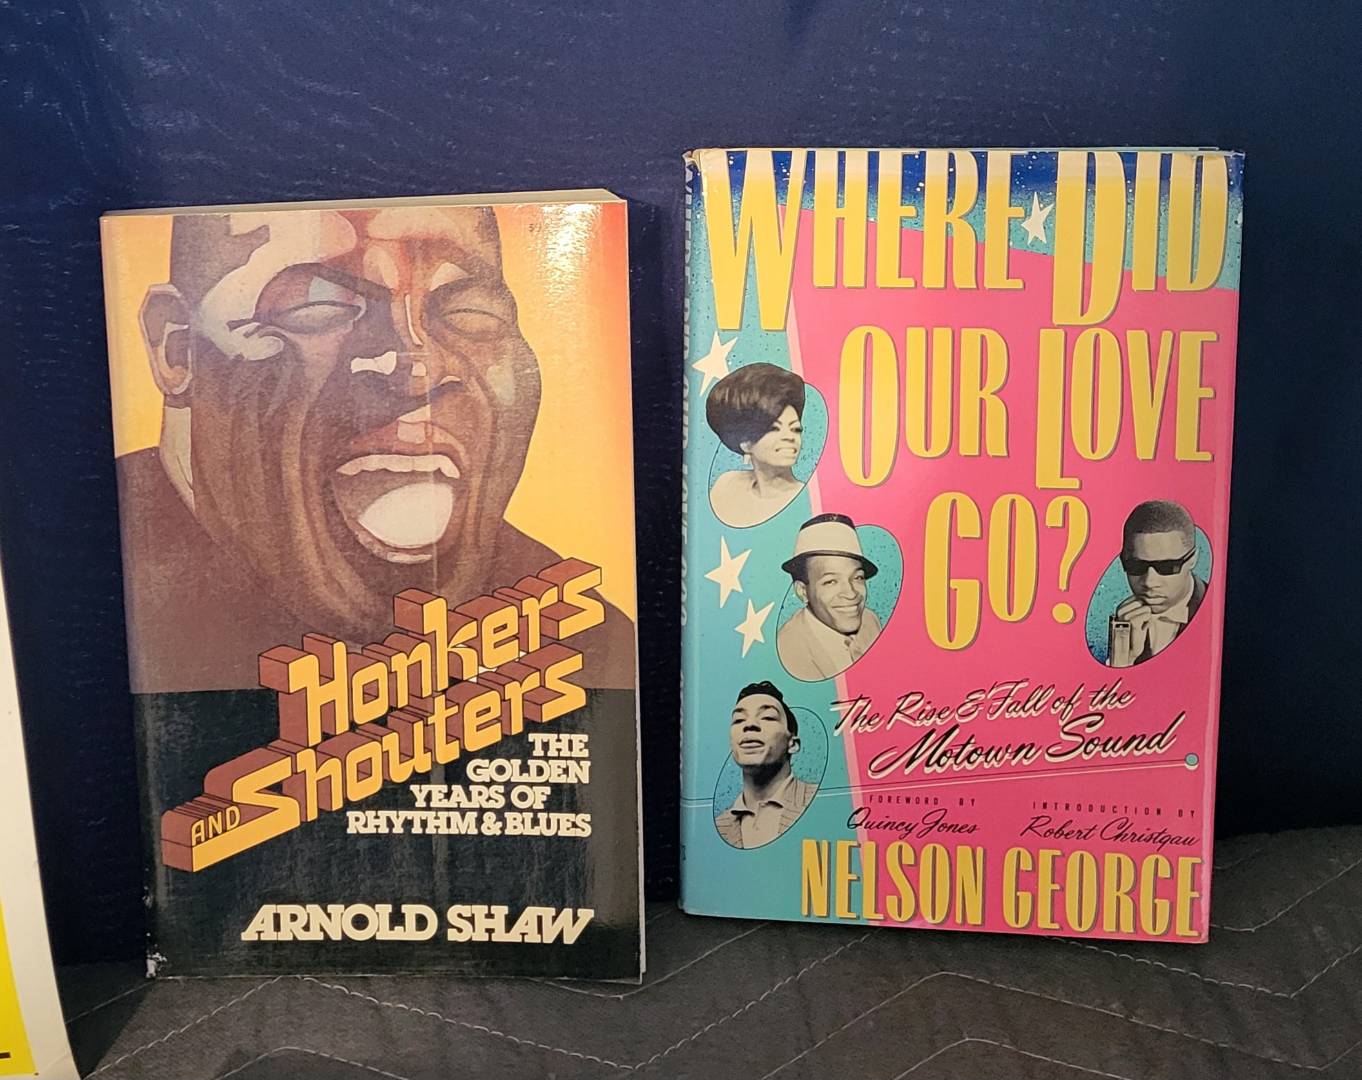 Honkers
AND Shouters
THE
GOLDEN
YEARS OF
RHYTHM & BLUES
ARNOLD SHAW
WHERE DID
OUR LOVE
GO?
The Rise & Fall of the
Motown Sound
FOREWORD BY
Quincy Jones
INTRODUCTION BY
Robert Christgau
NELSON GEORGE